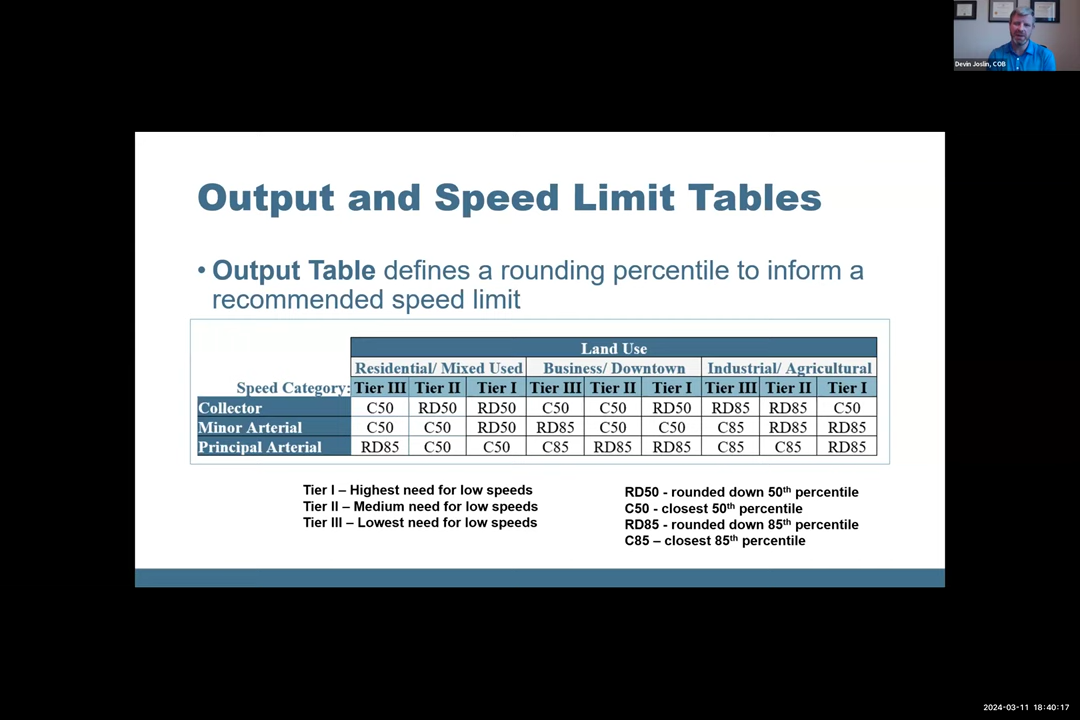 Devin Joslin, COB
Output and Speed Limit Tables
• Output Table defines a rounding percentile to inform a
recommended speed limit
Land Use
Residential/ Mixed Used Business/ Downtown Industrial/ Agricultural
Speed Category: Tier III Tier II Tier I Tier III Tier II Tier I Tier III Tier II Tier I
Collector C50 RD50 RD50 C50 C50 RD50 RD85 RD85 C50
Minor Arterial C50 C50 RD50 RD85 C50 C50 C85 RD85 RD85
Principal Arterial RD85 C50 C50 C85 RD85 RD85 C85 C85 RD85
Tier I – Highest need for low speeds
Tier II – Medium need for low speeds
Tier III – Lowest need for low speeds
RD50 - rounded down 50th percentile
C50 - closest 50th percentile
RD85 - rounded down 85th percentile
C85 – closest 85th percentile
2024-03-11 18:40:17